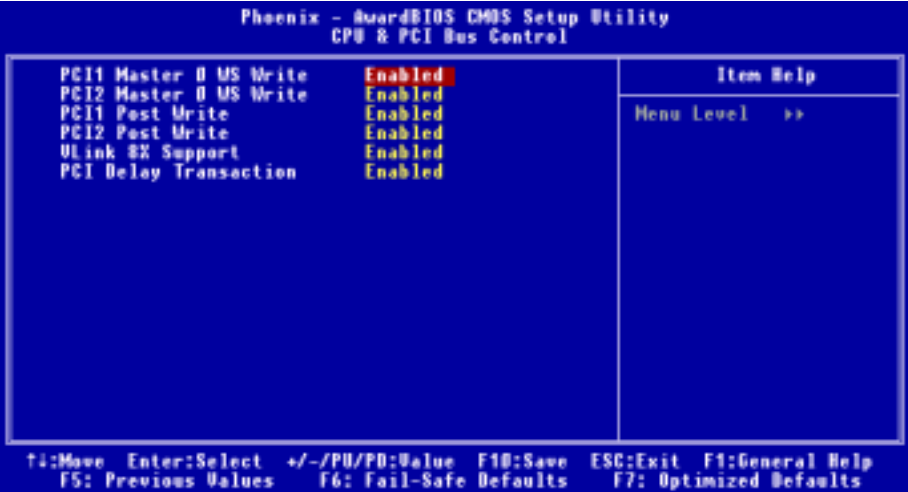 Phoenix - AwardBIOS CMOS Setup Utility
CPU & PCI Bus Control
PCI1 Master 0 WS Write Enabled
PCI2 Master 0 WS Write Enabled
PCI1 Post Write Enabled
PCI2 Post Write Enabled
VLink 8X Support Enabled
PCI Delay Transaction Enabled
Item Help
Menu Level ▸▸
↑↓:Move Enter:Select +/-/PU/PD:Value F10:Save ESC:Exit F1:General Help
F5: Previous Values F6: Fail-Safe Defaults F7: Optimized Defaults